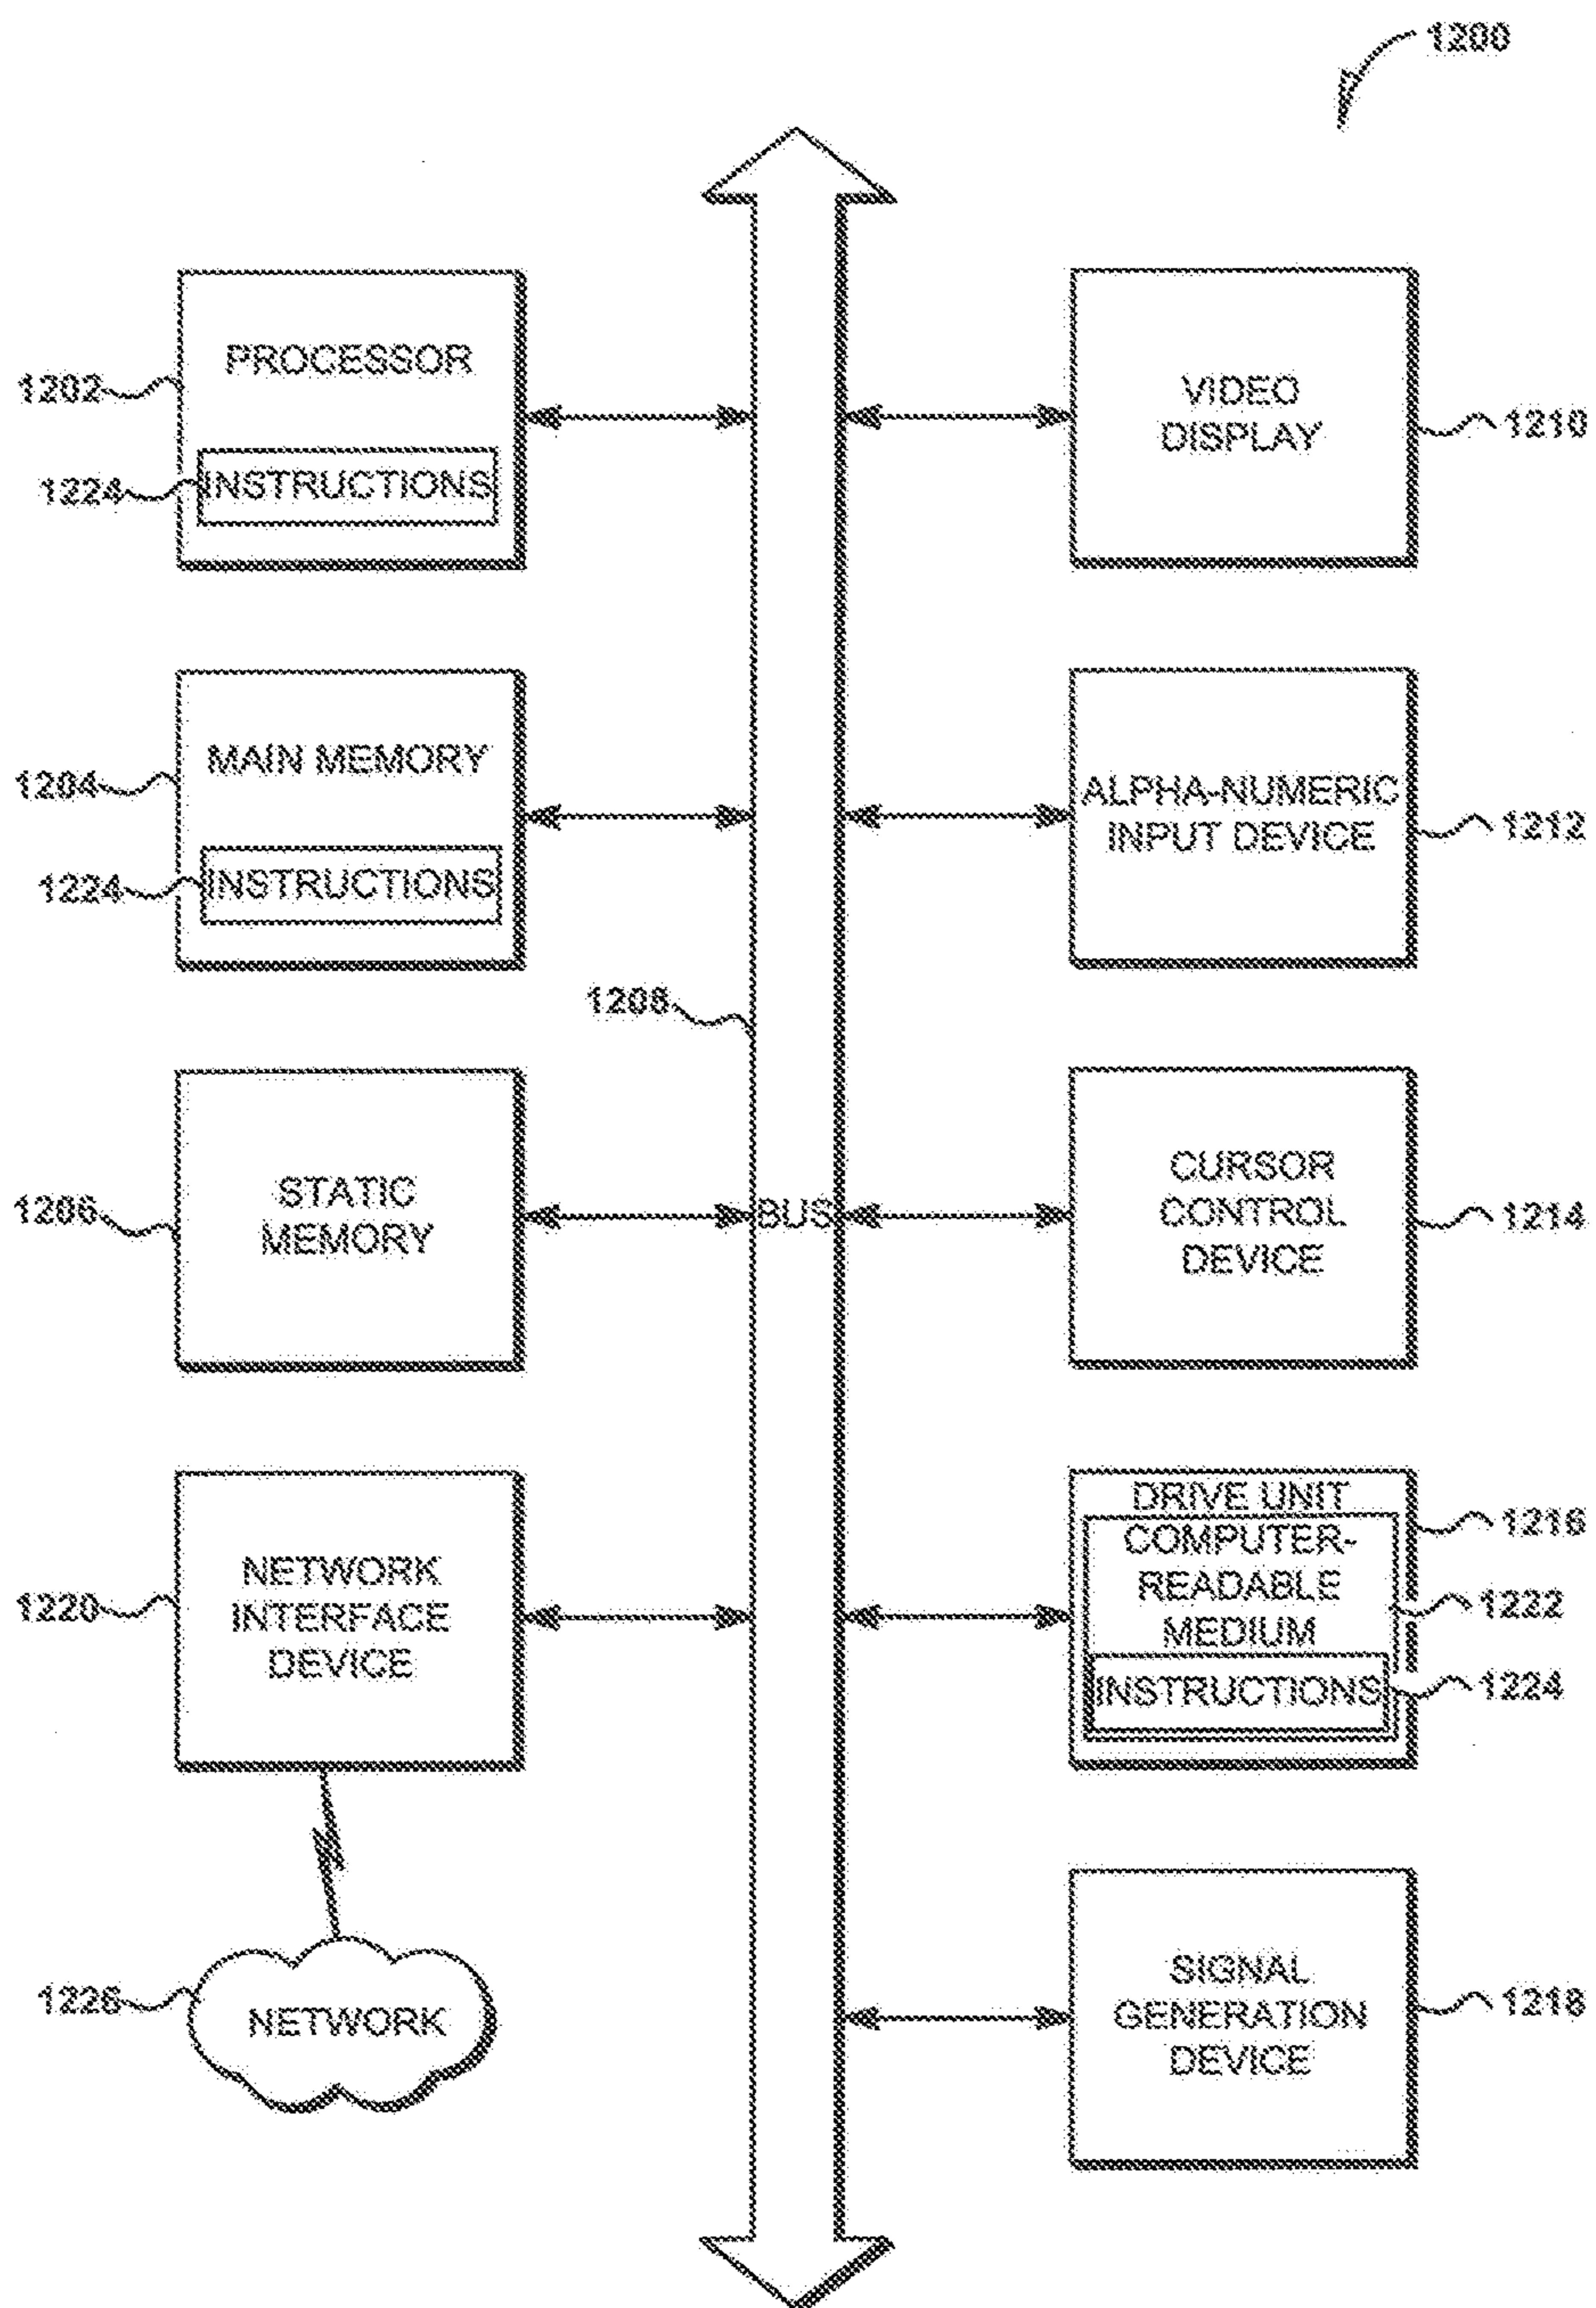 1200
PROCESSOR
1202
1224
INSTRUCTIONS
VIDEO
DISPLAY
1210
MAIN MEMORY
1204
1224
INSTRUCTIONS
ALPHA-NUMERIC
INPUT DEVICE
1212
1208
STATIC
MEMORY
1206
BUS
CURSOR
CONTROL
DEVICE
1214
NETWORK
INTERFACE
DEVICE
1220
DRIVE UNIT
1216
COMPUTER-
READABLE
MEDIUM
1222
INSTRUCTIONS
1224
1226
NETWORK
SIGNAL
GENERATION
DEVICE
1218